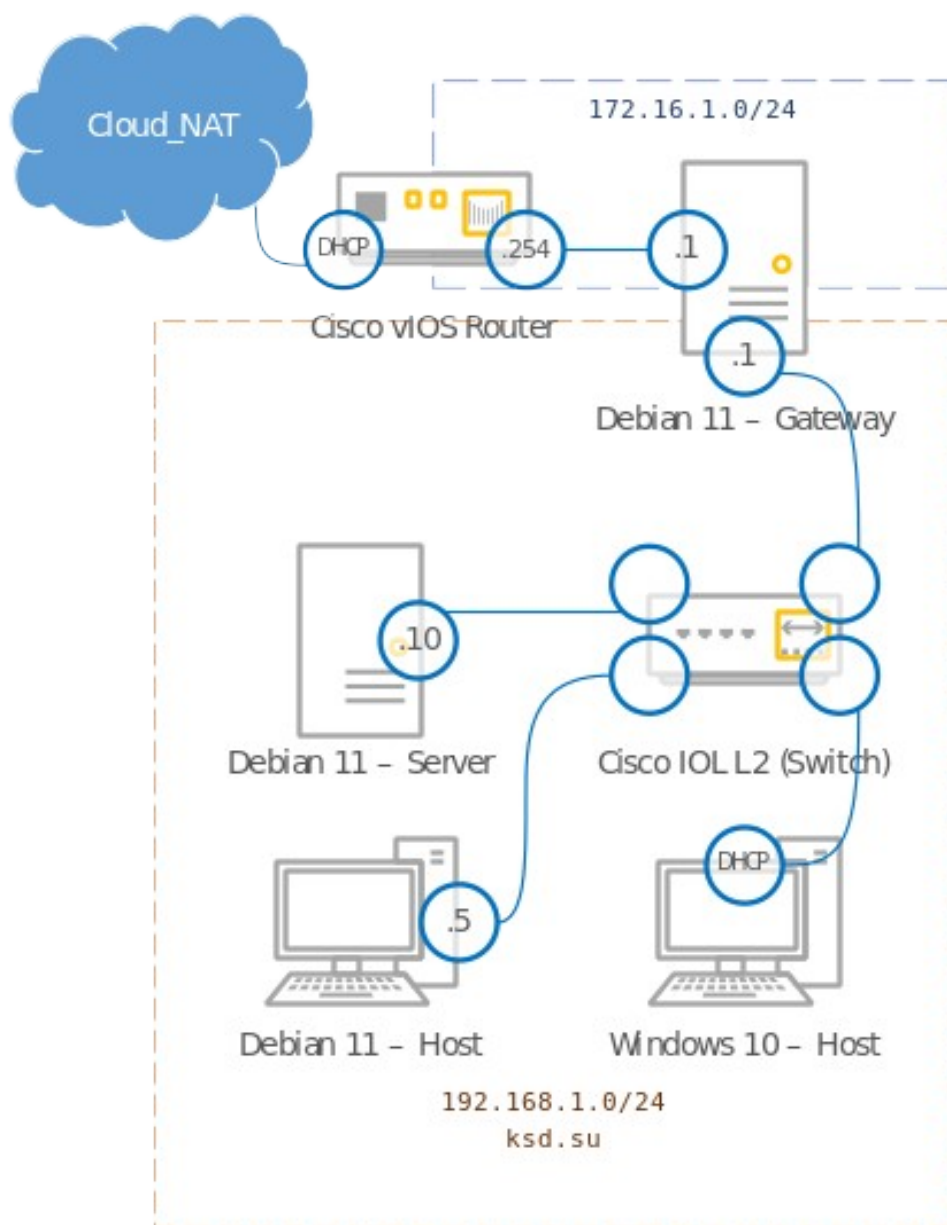 Cloud_NAT
172.16.1.0/24
DHCP
.254
.1
Cisco vIOS Router
.1
Debian 11 – Gateway
.10
Debian 11 – Server
Cisco IOL L2 (Switch)
DHCP
.5
Debian 11 – Host
Windows 10 – Host
192.168.1.0/24
ksd.su